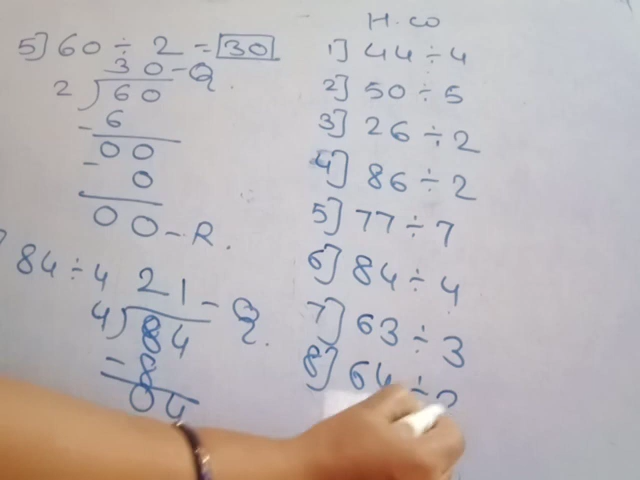 5] 60 ÷ 2 = 30
30 - Q.
2) 60
- 6
00
- 0
00 - R.
84 ÷ 4
21 - Q.
4) 84
- 8
04
H.W
1] 44 ÷ 4
2] 50 ÷ 5
3] 26 ÷ 2
4] 86 ÷ 2
5] 77 ÷ 7
6] 84 ÷ 4
7] 63 ÷ 3
8] 64 ÷